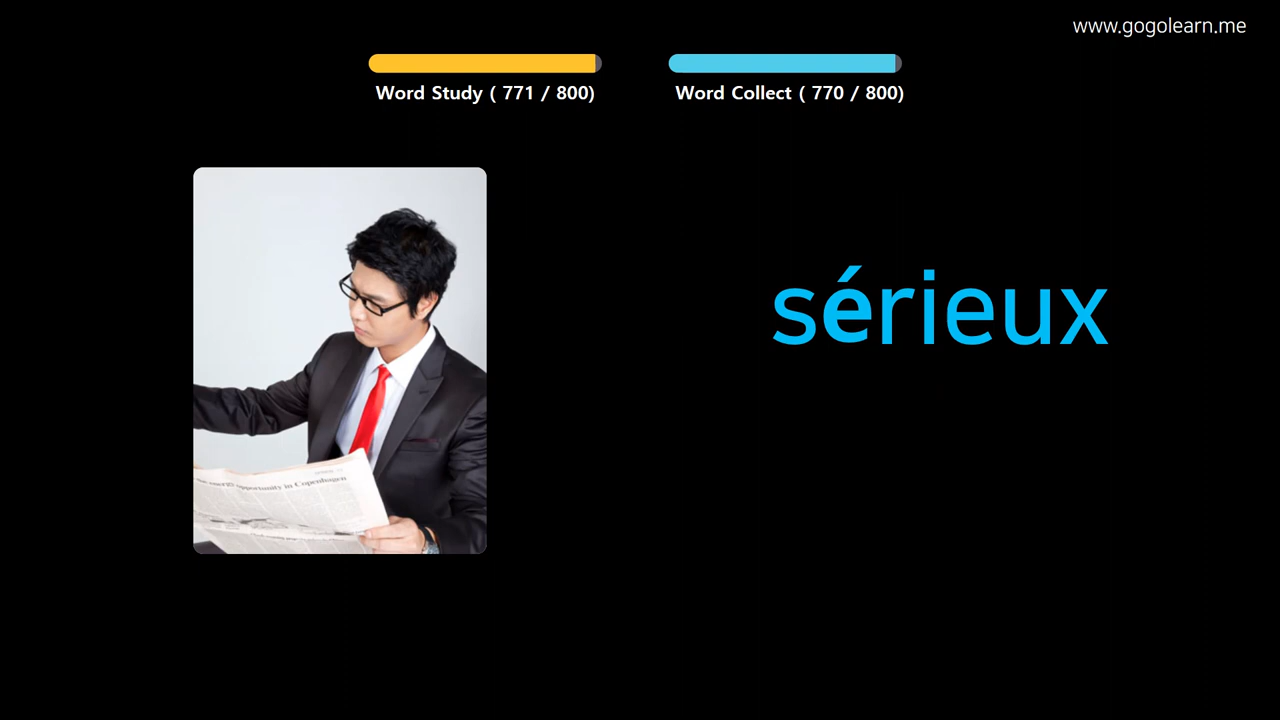 www.gogolearn.me
Word Study ( 771 / 800)
Word Collect ( 770 / 800)
sérieux
opportunity in Copenhagen